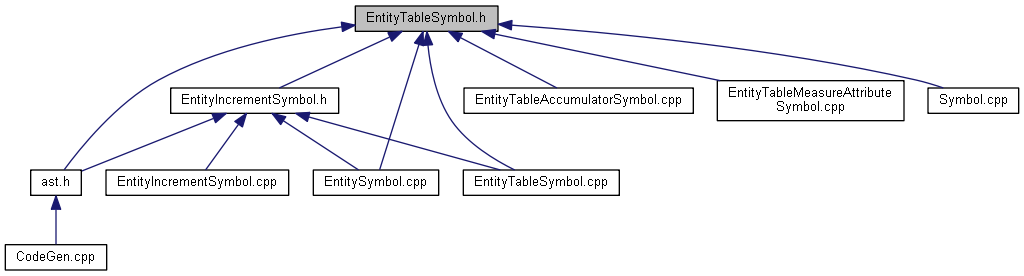 EntityTableSymbol.h
EntityIncrementSymbol.h
EntityTableAccumulatorSymbol.cpp
EntityTableMeasureAttribute
Symbol.cpp
Symbol.cpp
ast.h
EntityIncrementSymbol.cpp
EntitySymbol.cpp
EntityTableSymbol.cpp
CodeGen.cpp